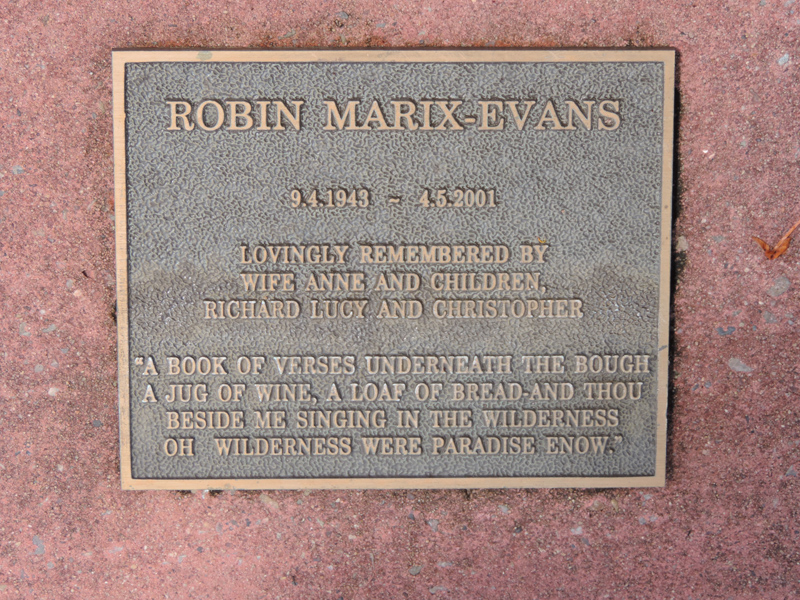 ROBIN MARIX-EVANS
9.4.1943 ~ 4.5.2001
LOVINGLY REMEMBERED BY
WIFE ANNE AND CHILDREN,
RICHARD LUCY AND CHRISTOPHER
"A BOOK OF VERSES UNDERNEATH THE BOUGH
A JUG OF WINE, A LOAF OF BREAD-AND THOU
BESIDE ME SINGING IN THE WILDERNESS
OH WILDERNESS WERE PARADISE ENOW."